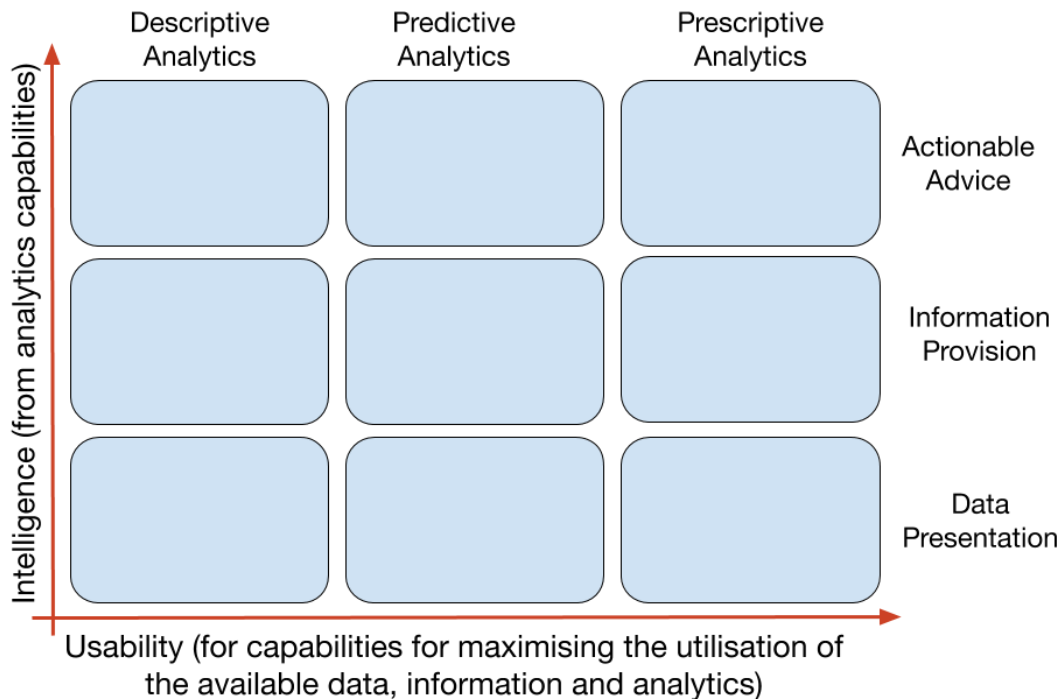 Descriptive
Analytics
Predictive
Analytics
Prescriptive
Analytics
Intelligence (from analytics capabilities)
Actionable
Advice
Information
Provision
Data
Presentation
Usability (for capabilities for maximising the utilisation of
the available data, information and analytics)